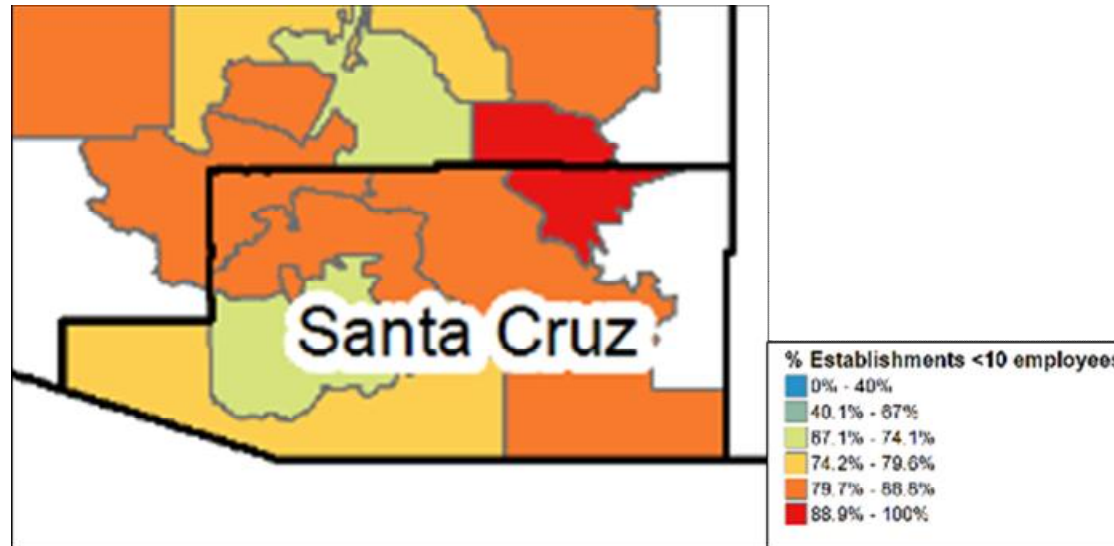 Santa Cruz
% Establishments <10 employees
0% - 40%
40.1% - 67%
67.1% - 74.1%
74.2% - 79.6%
79.7% - 88.8%
88.9% - 100%